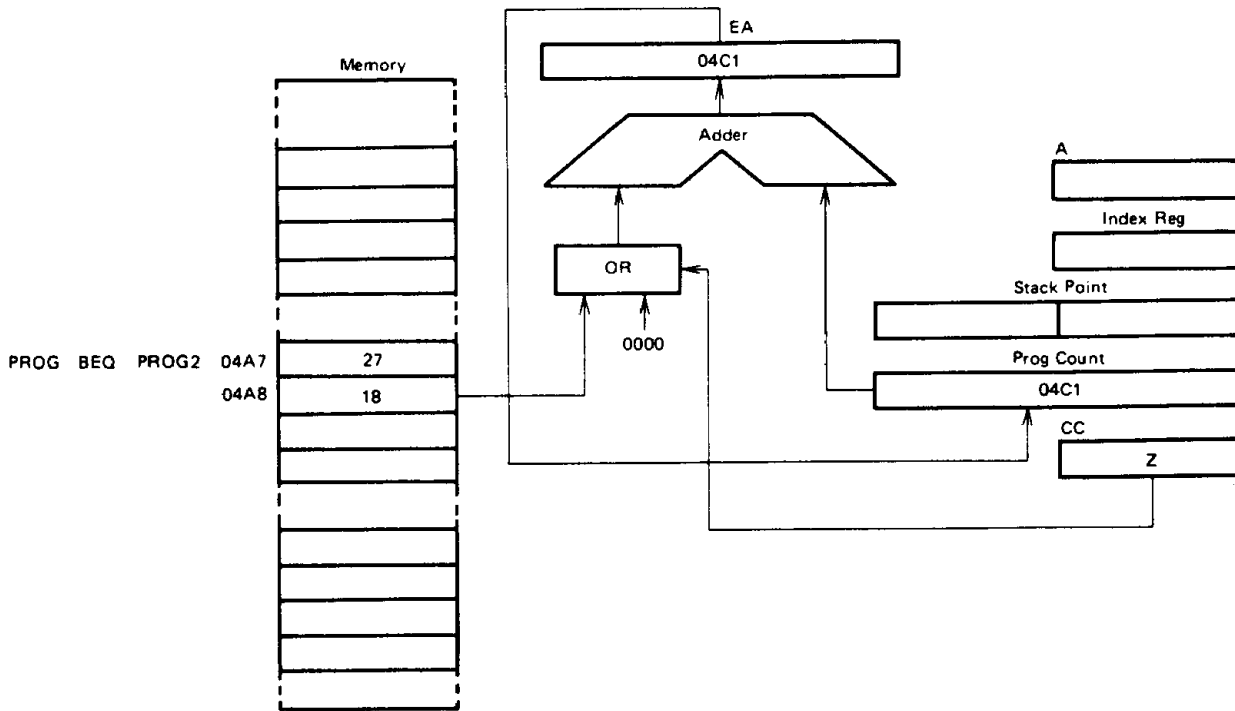 EA
04C1
Memory
Adder
A
Index Reg
OR
Stack Point
0000
PROG BEQ PROG2 04A7 27
Prog Count
04A8 18
04C1
CC
Z